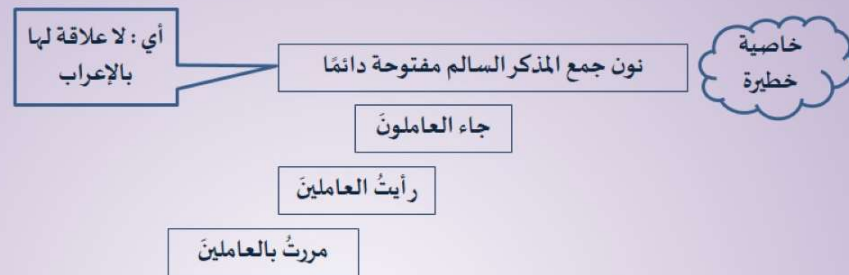 خاصية
خطيرة
نون جمع المذكر السالم مفتوحة دائمًا
أي : لا علاقة لها
بالإعراب
جاء العاملونَ
رأيتُ العاملينَ
مررتُ بالعاملينَ